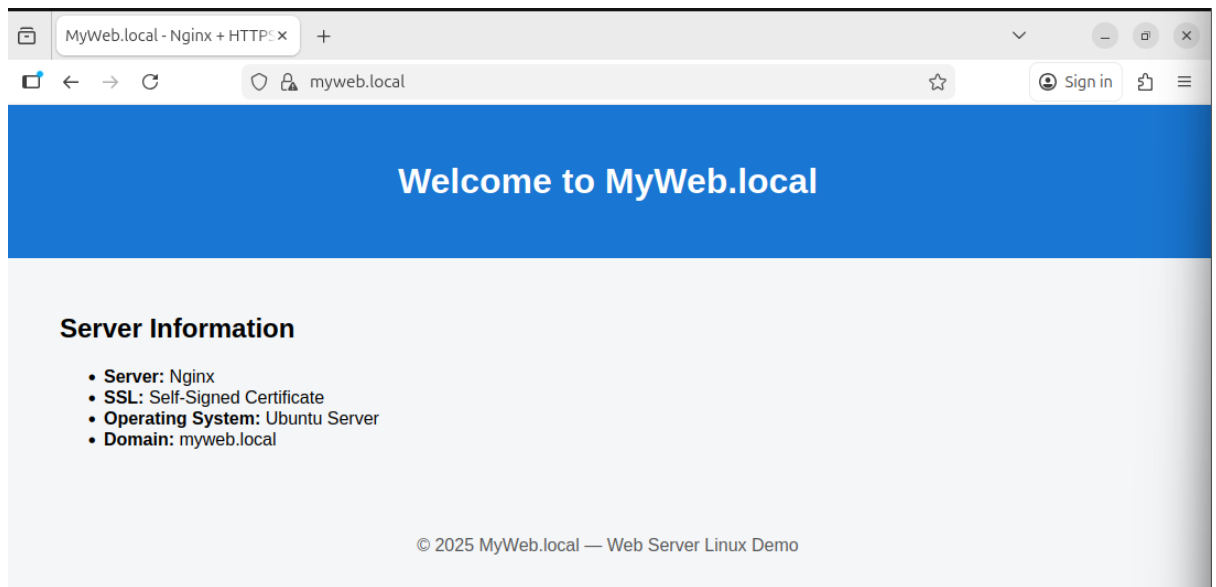 MyWeb.local - Nginx + HTTPS
myweb.local
Sign in
Welcome to MyWeb.local
Server Information
• Server: Nginx
• SSL: Self-Signed Certificate
• Operating System: Ubuntu Server
• Domain: myweb.local
© 2025 MyWeb.local — Web Server Linux Demo